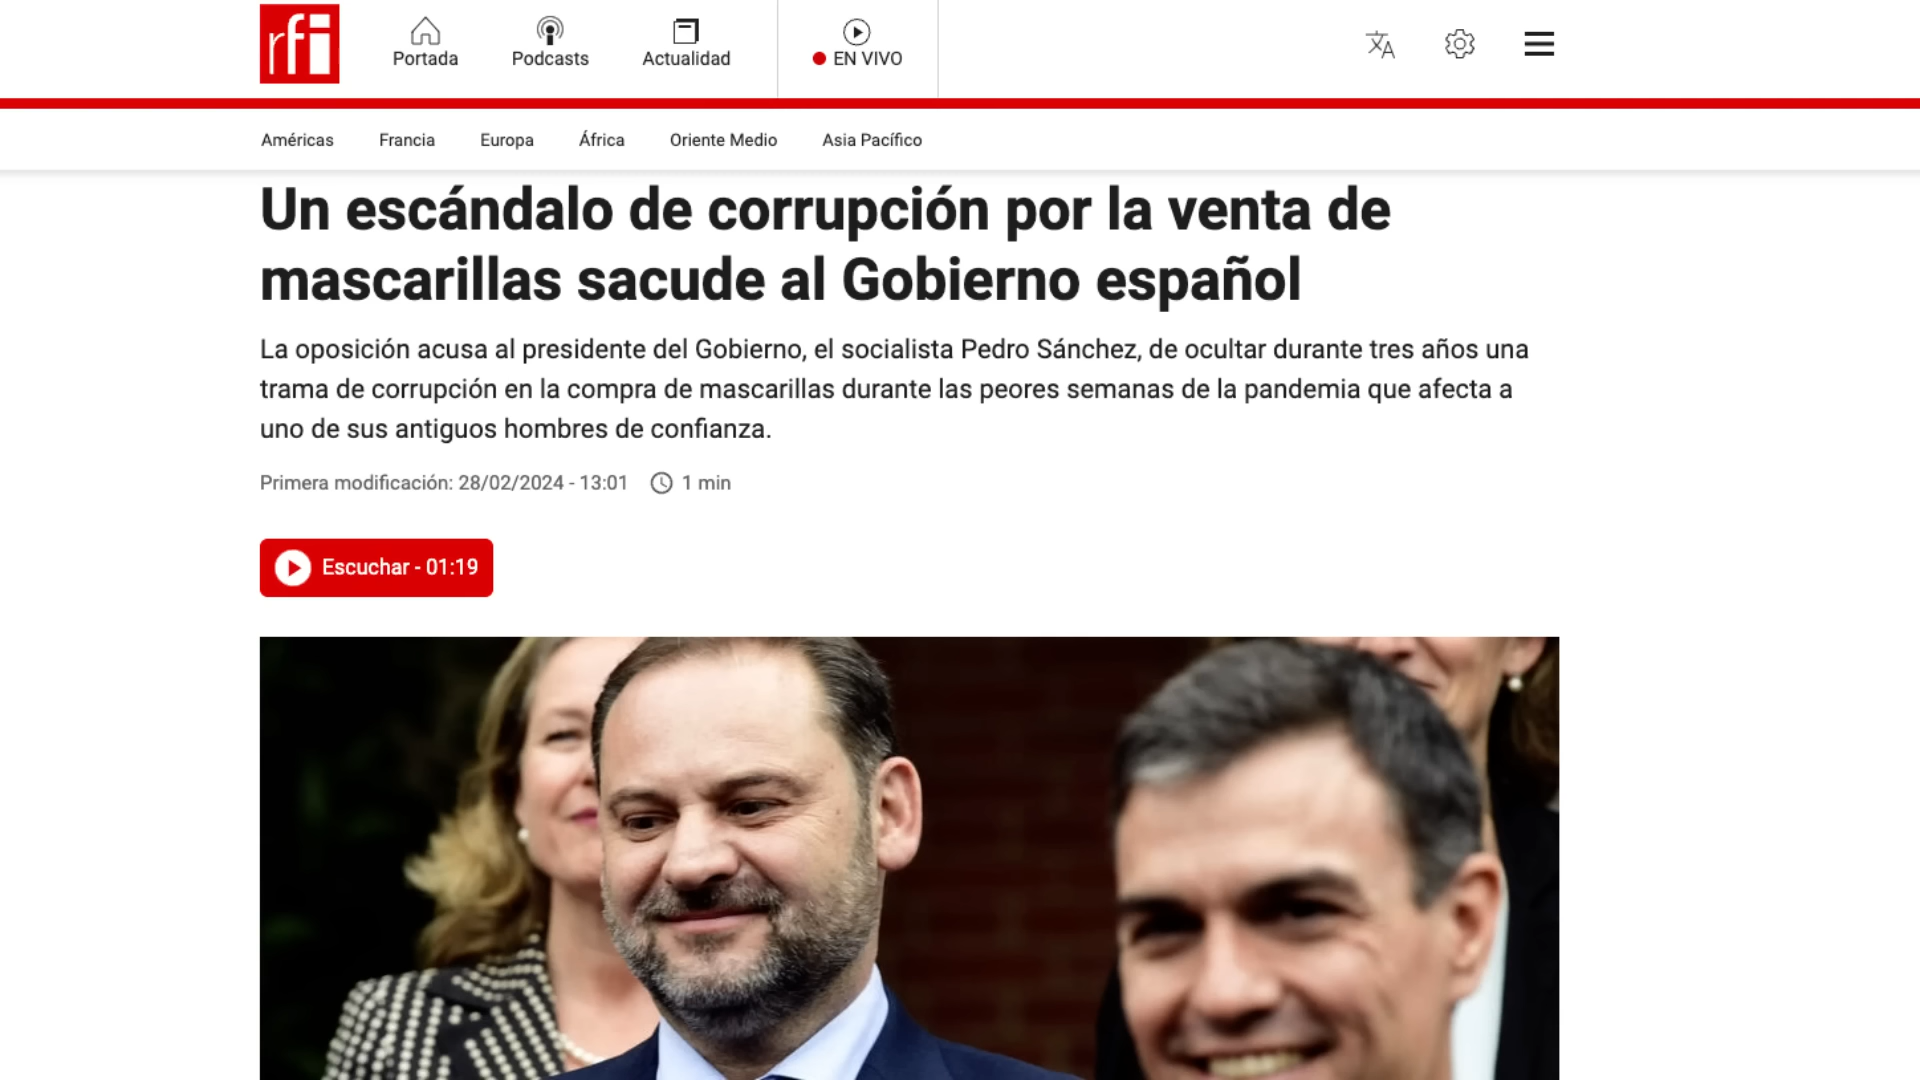 rfi
Portada
Podcasts
Actualidad
EN VIVO
Américas
Francia
Europa
África
Oriente Medio
Asia Pacífico
Un escándalo de corrupción por la venta de
mascarillas sacude al Gobierno español
La oposición acusa al presidente del Gobierno, el socialista Pedro Sánchez, de ocultar durante tres años una
trama de corrupción en la compra de mascarillas durante las peores semanas de la pandemia que afecta a
uno de sus antiguos hombres de confianza.
Primera modificación: 28/02/2024 - 13:01 1 min
Escuchar - 01:19